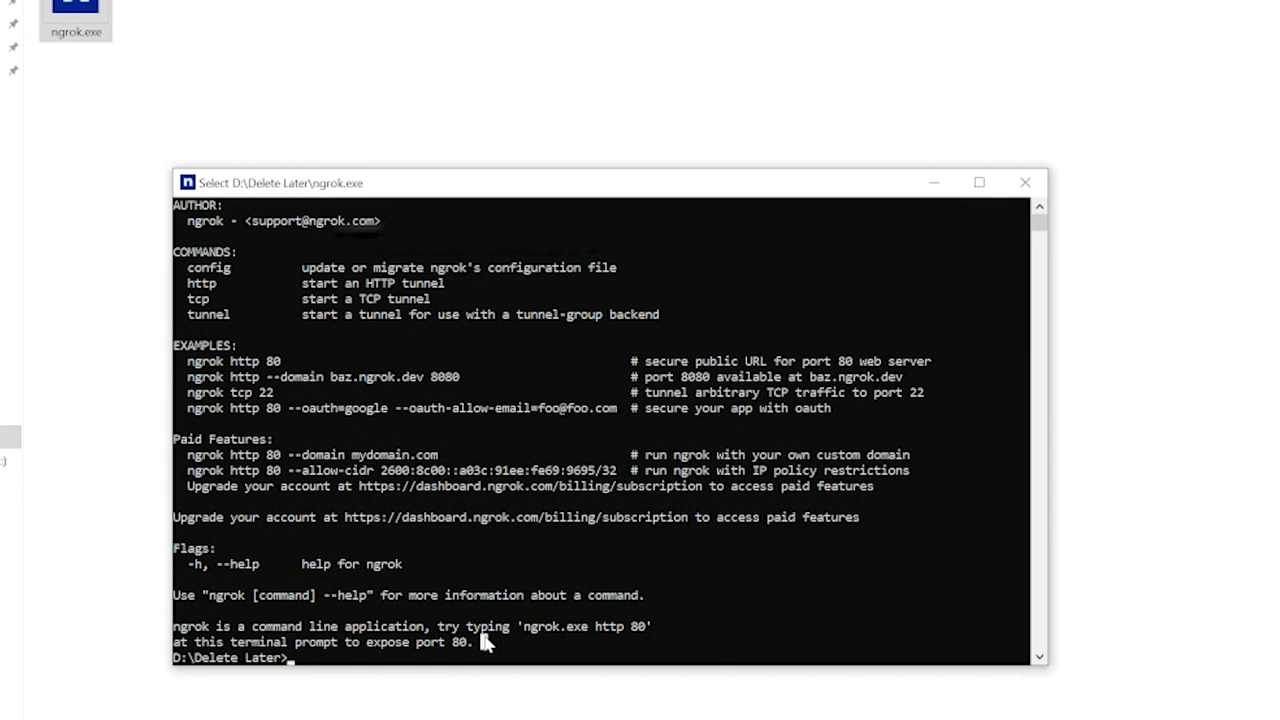 ngrok.exe
Select D:\Delete Later\ngrok.exe
AUTHOR:
ngrok - <support@ngrok.com>
COMMANDS:
config update or migrate ngrok's configuration file
http start an HTTP tunnel
tcp start a TCP tunnel
tunnel start a tunnel for use with a tunnel-group backend
EXAMPLES:
ngrok http 80 # secure public URL for port 80 web server
ngrok http --domain baz.ngrok.dev 8080 # port 8080 available at baz.ngrok.dev
ngrok tcp 22 # tunnel arbitrary TCP traffic to port 22
ngrok http 80 --oauth=google --oauth-allow-email=foo@foo.com # secure your app with oauth
Paid Features:
ngrok http 80 --domain mydomain.com # run ngrok with your own custom domain
ngrok http 80 --allow-cidr 2600:8c00::a03c:91ee:fe69:9695/32 # run ngrok with IP policy restrictions
Upgrade your account at https://dashboard.ngrok.com/billing/subscription to access paid features
Upgrade your account at https://dashboard.ngrok.com/billing/subscription to access paid features
Flags:
-h, --help help for ngrok
Use "ngrok [command] --help" for more information about a command.
ngrok is a command line application, try typing 'ngrok.exe http 80'
at this terminal prompt to expose port 80.
D:\Delete Later>
:)